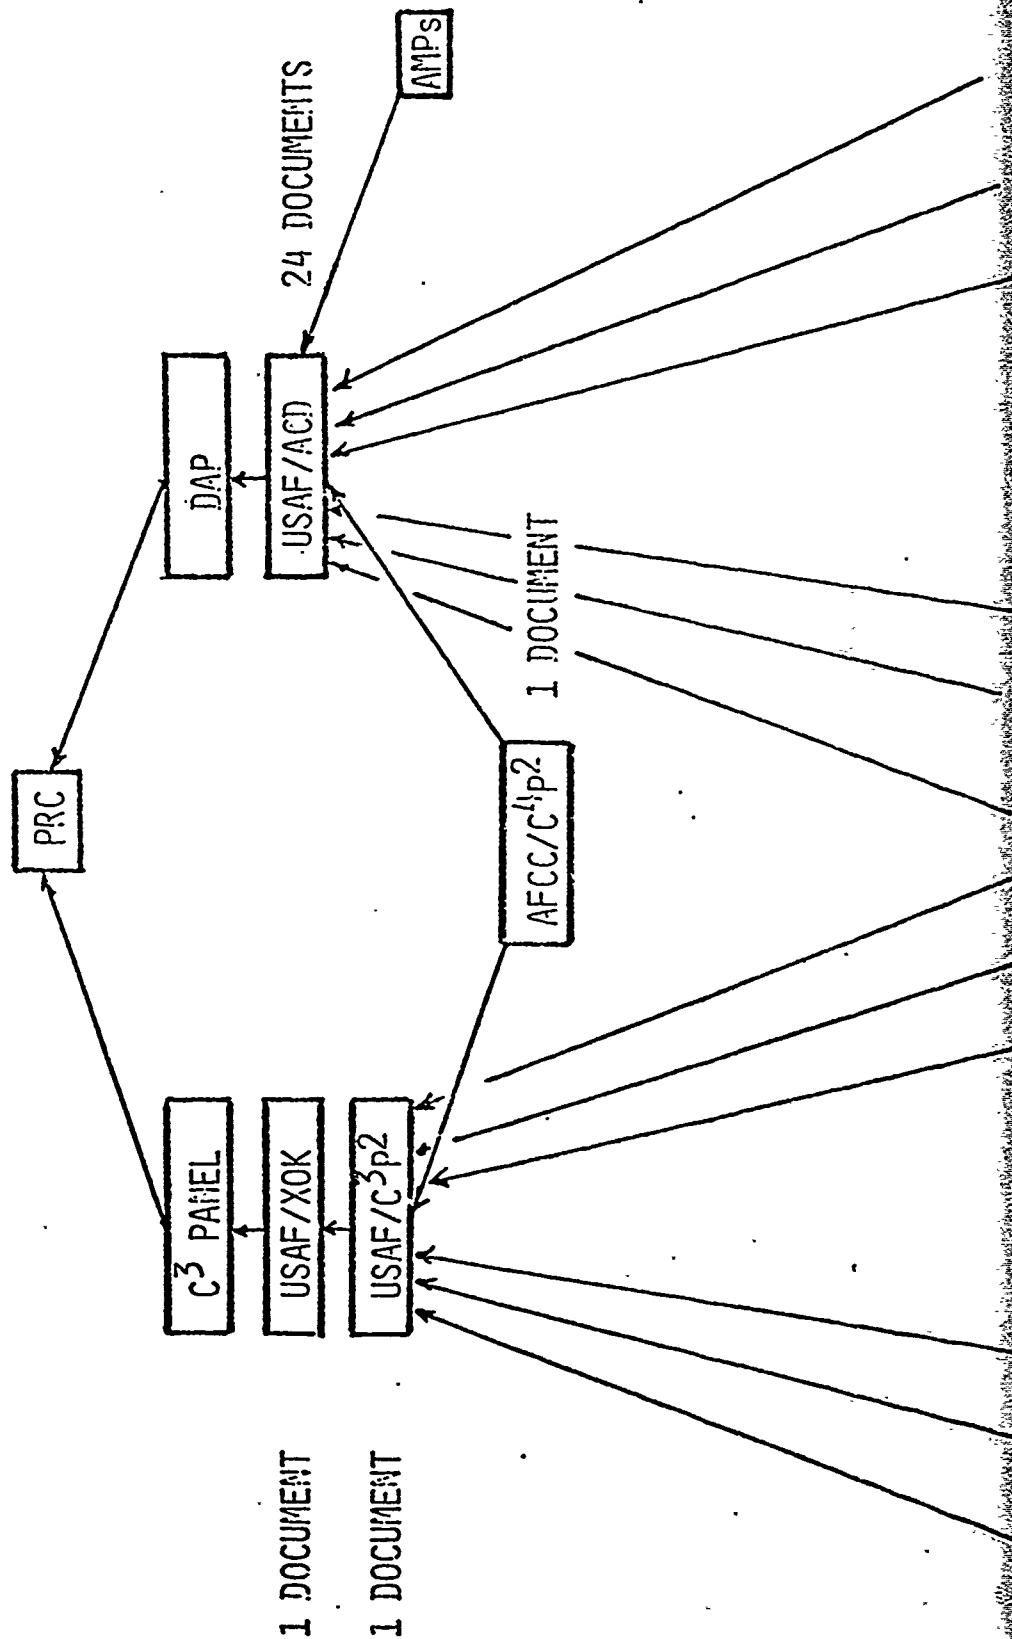 PRC
C³ PANEL
DAP
USAF/XOK
USAF/ACD
1 DOCUMENT
24 DOCUMENTS
USAF/C³P²
1 DOCUMENT
AMPs
AFCC/C⁴P²
1 DOCUMENT